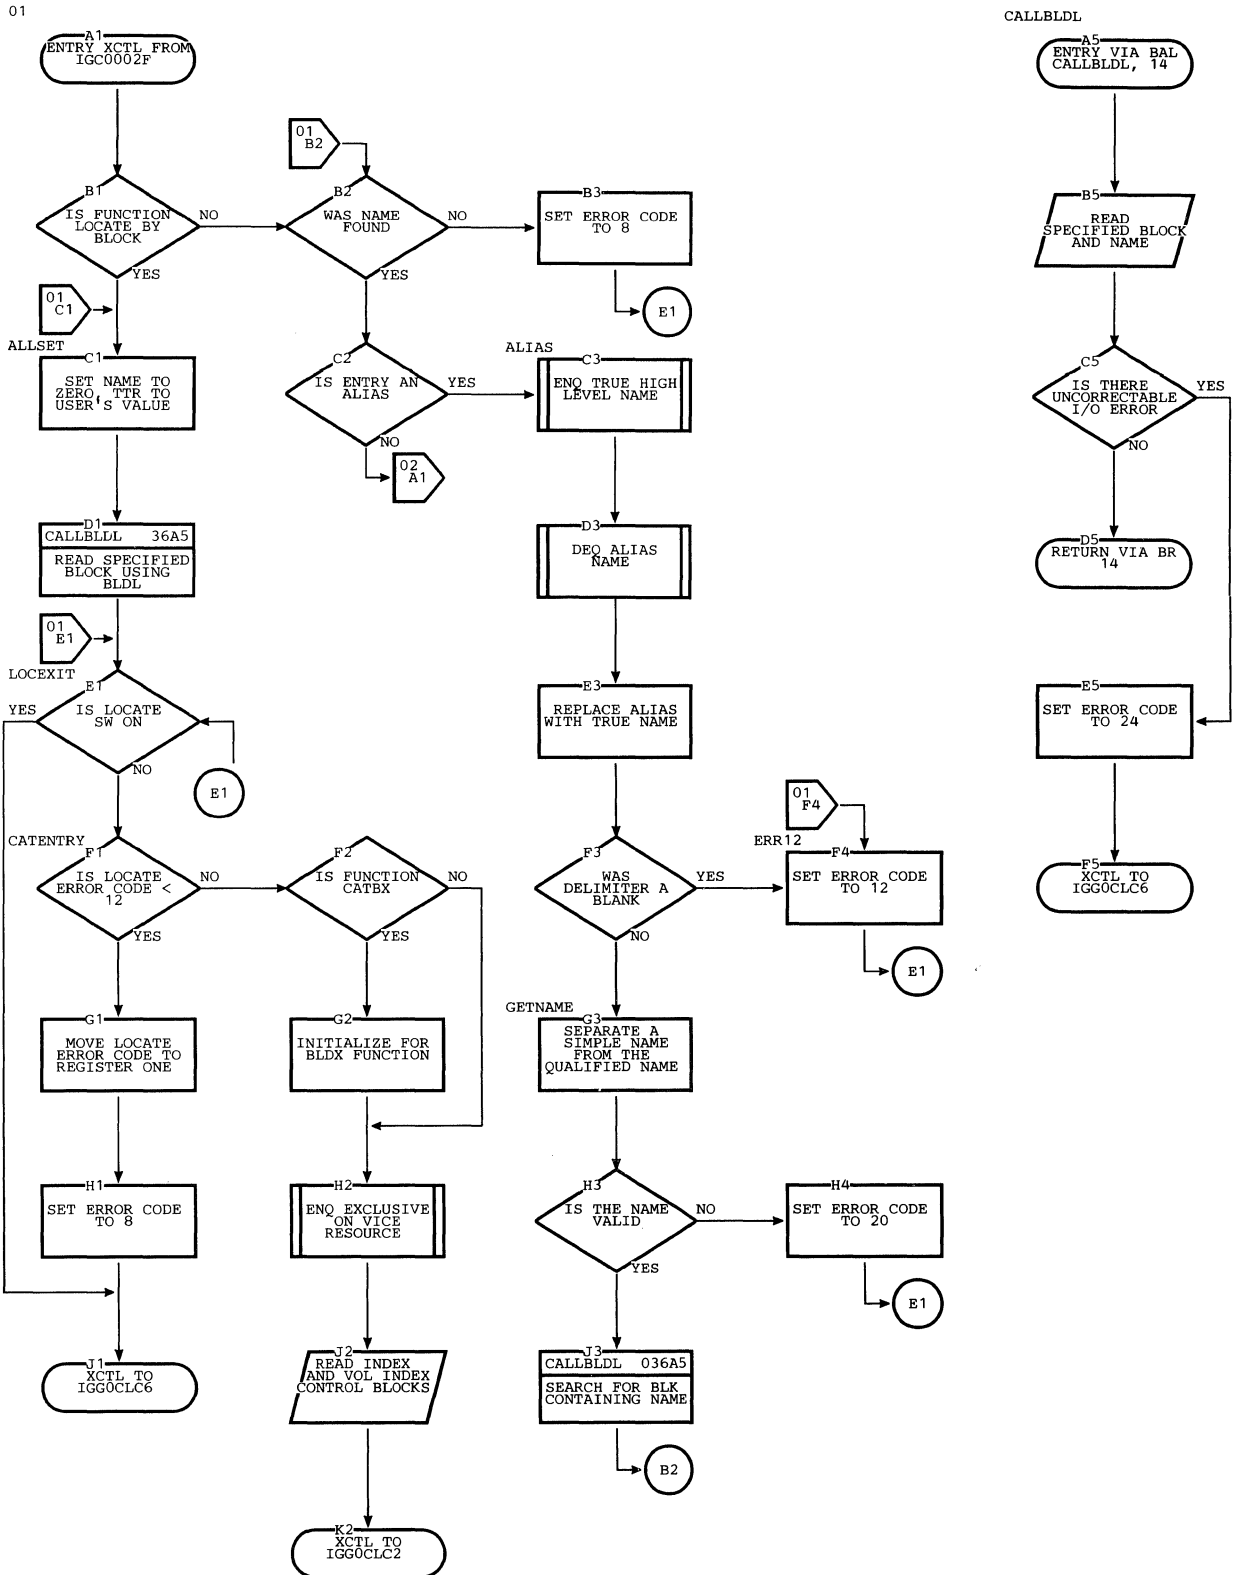 01
CALLBLDL
A1
ENTRY XCTL FROM
IGC0002F
A5
ENTRY VIA BAL
CALLBLDL, 14
01
B2
B1
IS FUNCTION
LOCATE BY
BLOCK
NO
YES
B2
WAS NAME
FOUND
NO
YES
B3
SET ERROR CODE
TO 8
B5
READ
SPECIFIED BLOCK
AND NAME
01
C1
E1
ALLSET
C1
SET NAME TO
ZERO, TTR TO
USER'S VALUE
C2
IS ENTRY AN
ALIAS
YES
NO
ALIAS
C3
ENQ TRUE HIGH
LEVEL NAME
C5
IS THERE
UNCORRECTABLE
I/O ERROR
YES
NO
02
A1
D1
CALLBLDL 36A5
READ SPECIFIED
BLOCK USING
BLDL
D3
DEQ ALIAS
NAME
D5
RETURN VIA BR
14
01
E1
LOCEXIT
E1
IS LOCATE
SW ON
YES
NO
E1
E3
REPLACE ALIAS
WITH TRUE NAME
E5
SET ERROR CODE
TO 24
01
F4
CATENTRY
F1
IS LOCATE
ERROR CODE <
12
NO
YES
F2
IS FUNCTION
CATBX
NO
YES
F3
WAS
DELIMITER A
BLANK
YES
NO
ERR12
F4
SET ERROR CODE
TO 12
F5
XCTL TO
IGG0CLC6
E1
G1
MOVE LOCATE
ERROR CODE TO
REGISTER ONE
G2
INITIALIZE FOR
BLDX FUNCTION
GETNAME
G3
SEPARATE A
SIMPLE NAME
FROM THE
QUALIFIED NAME
H1
SET ERROR CODE
TO 8
H2
ENQ EXCLUSIVE
ON VICE
RESOURCE
H3
IS THE NAME
VALID
NO
YES
H4
SET ERROR CODE
TO 20
E1
J1
XCTL TO
IGG0CLC6
J2
READ INDEX
AND VOL INDEX
CONTROL BLOCKS
J3
CALLBLDL 036A5
SEARCH FOR BLK
CONTAINING NAME
B2
K2
XCTL TO
IGG0CLC2